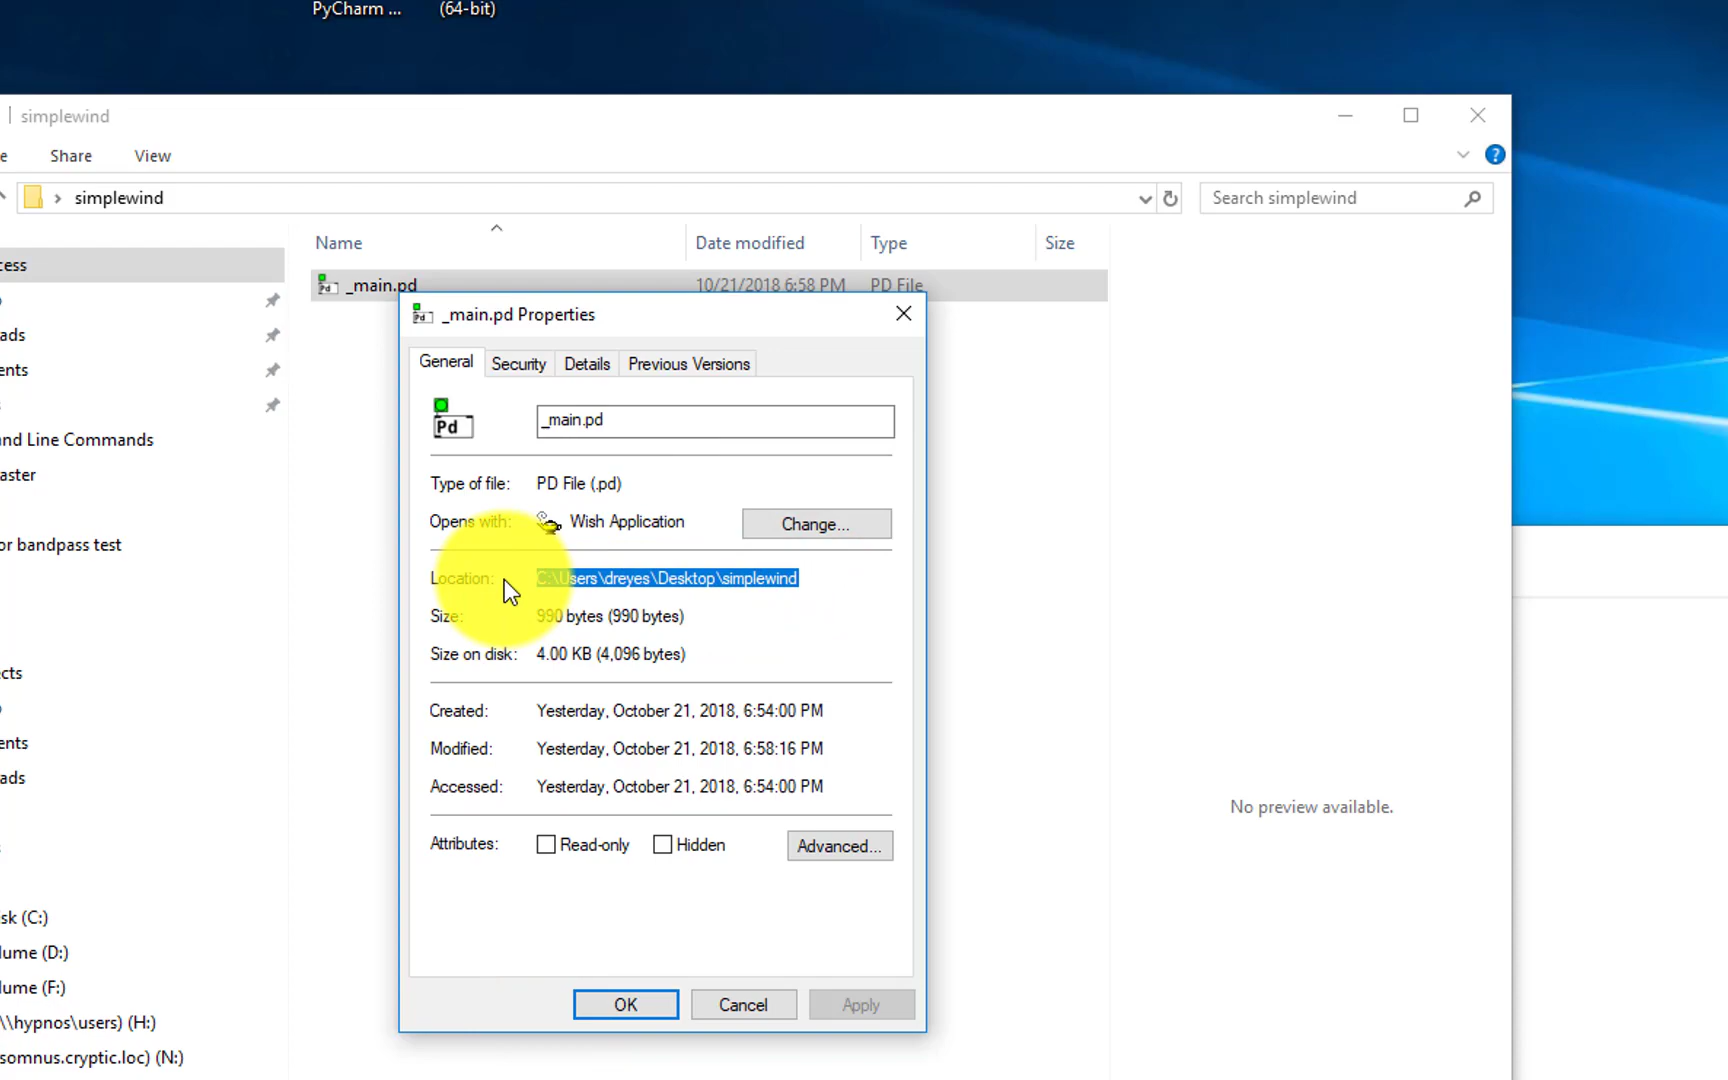 PyCharm ... (64-bit)
simplewind
e Share View
simplewind
Search simplewind
Name Date modified Type Size
cess
_main.pd 10/21/2018 6:58 PM PD File
ads
ents
and Line Commands
aster
or bandpass test
ects
ents
ads
sk (C:)
lume (D:)
lume (F:)
\\hypnos\users) (H:)
somnus.cryptic.loc) (N:)
_main.pd Properties
General Security Details Previous Versions
Pd _main.pd
Type of file: PD File (.pd)
Opens with: Wish Application Change...
Location: C:\Users\dreyes\Desktop\simplewind
Size: 990 bytes (990 bytes)
Size on disk: 4.00 KB (4,096 bytes)
Created: Yesterday, October 21, 2018, 6:54:00 PM
Modified: Yesterday, October 21, 2018, 6:58:16 PM
Accessed: Yesterday, October 21, 2018, 6:54:00 PM
Attributes: Read-only Hidden Advanced...
OK Cancel Apply
No preview available.